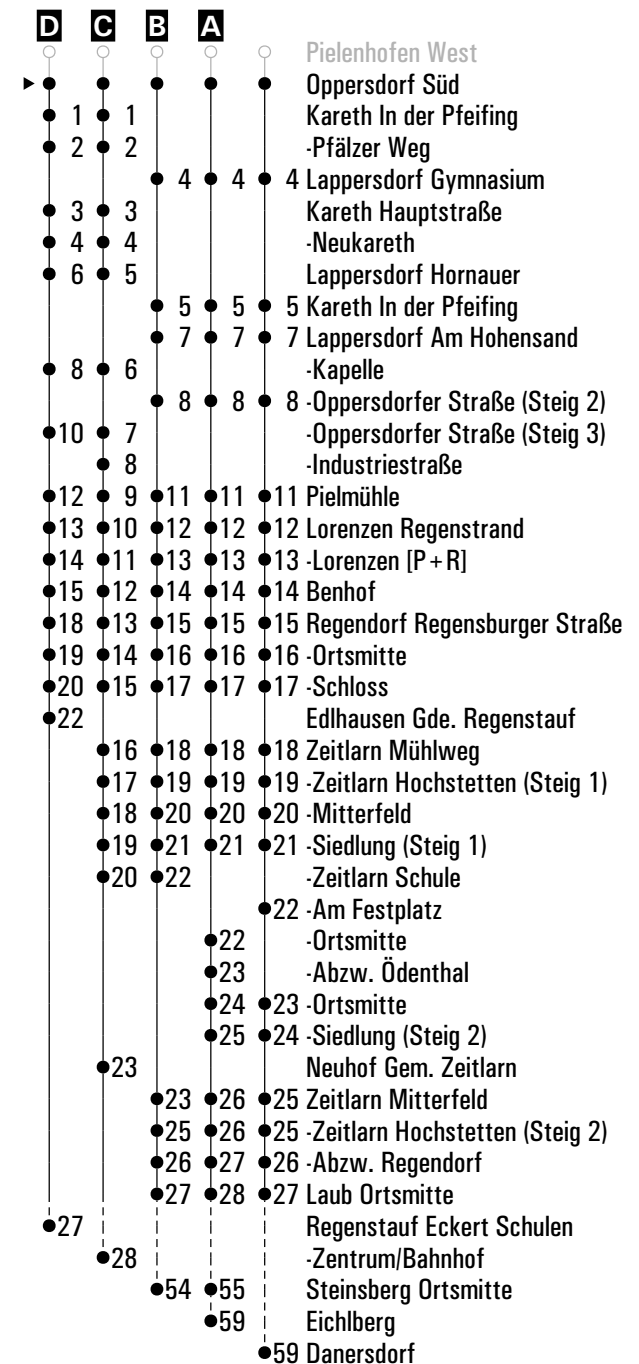 D C B A
Pielenhofen West
Oppersdorf Süd
1 1 Kareth In der Pfeifing
2 2 -Pfälzer Weg
4 4 4 Lappersdorf Gymnasium
3 3 Kareth Hauptstraße
4 4 -Neukareth
6 5 Lappersdorf Hornauer
5 5 5 Kareth In der Pfeifing
7 7 7 Lappersdorf Am Hohensand
8 6 -Kapelle
8 8 8 -Oppersdorfer Straße (Steig 2)
10 7 -Oppersdorfer Straße (Steig 3)
8 -Industriestraße
12 9 11 11 11 Pielmühle
13 10 12 12 12 Lorenzen Regenstrand
14 11 13 13 13 -Lorenzen [P+R]
15 12 14 14 14 Benhof
18 13 15 15 15 Regendorf Regensburger Straße
19 14 16 16 16 -Ortsmitte
20 15 17 17 17 -Schloss
22 Edlhausen Gde. Regenstauf
16 18 18 18 Zeitlarn Mühlweg
17 19 19 19 -Zeitlarn Hochstetten (Steig 1)
18 20 20 20 -Mitterfeld
19 21 21 21 -Siedlung (Steig 1)
20 22 -Zeitlarn Schule
22 -Am Festplatz
22 -Ortsmitte
23 -Abzw. Ödenthal
24 23 -Ortsmitte
25 24 -Siedlung (Steig 2)
23 Neuhof Gem. Zeitlarn
23 26 25 Zeitlarn Mitterfeld
25 26 25 -Zeitlarn Hochstetten (Steig 2)
26 27 26 -Abzw. Regendorf
27 28 27 Laub Ortsmitte
27 Regenstauf Eckert Schulen
28 -Zentrum/Bahnhof
54 55 Steinsberg Ortsmitte
59 Eichlberg
59 Danersdorf